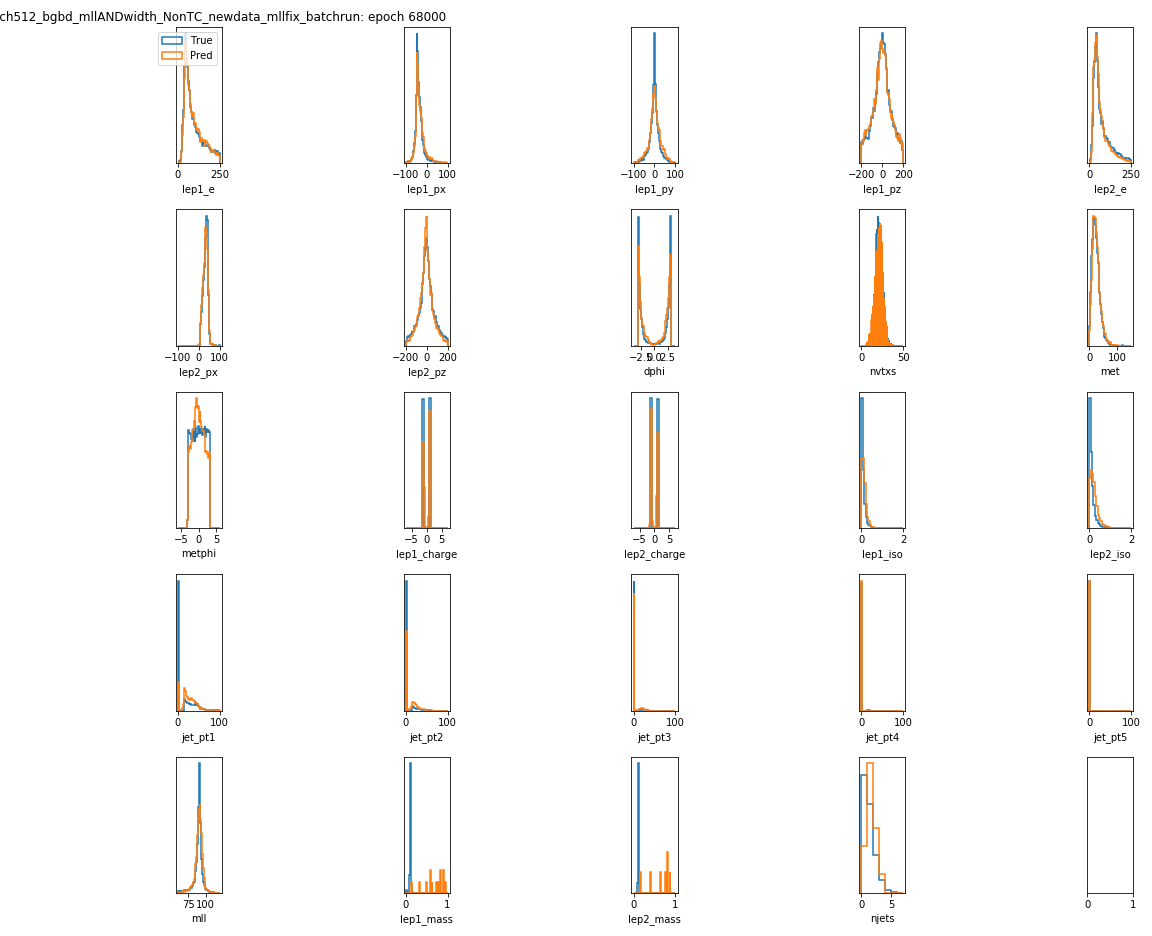 ch512_bgbd_mllANDwidth_NonTC_newdata_mllfix_batchrun: epoch 68000
True
Pred
0 250
−100 0 100
−100 0 100
−200 0 200
0 250
lep1_e
lep1_px
lep1_py
lep1_pz
lep2_e
−100 0 100
−200 0 200
−2.5 0.0 2.5
0 50
0 100
lep2_px
lep2_pz
dphi
nvtxs
met
−5 0 5
−5 0 5
−5 0 5
0 2
0 2
metphi
lep1_charge
lep2_charge
lep1_iso
lep2_iso
0 100
0 100
0 100
0 100
0 100
jet_pt1
jet_pt2
jet_pt3
jet_pt4
jet_pt5
75 100
0 1
0 1
0 5
0 1
mll
lep1_mass
lep2_mass
njets